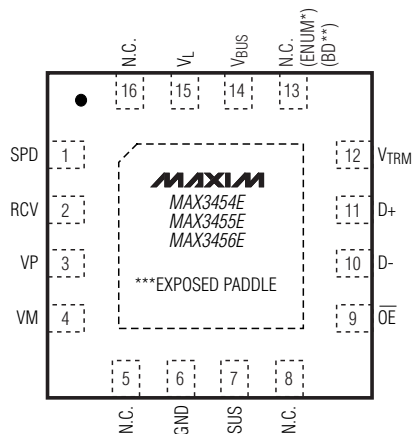 N.C.
VL
VBUS
N.C.
(ENUM*)
(BD**)
16
15
14
13
SPD 1
RCV 2
VP 3
VM 4
MAXIM
MAX3454E
MAX3455E
MAX3456E
***EXPOSED PADDLE
12 VTRM
11 D+
10 D-
9 OE
5
6
7
8
N.C.
GND
SUS
N.C.